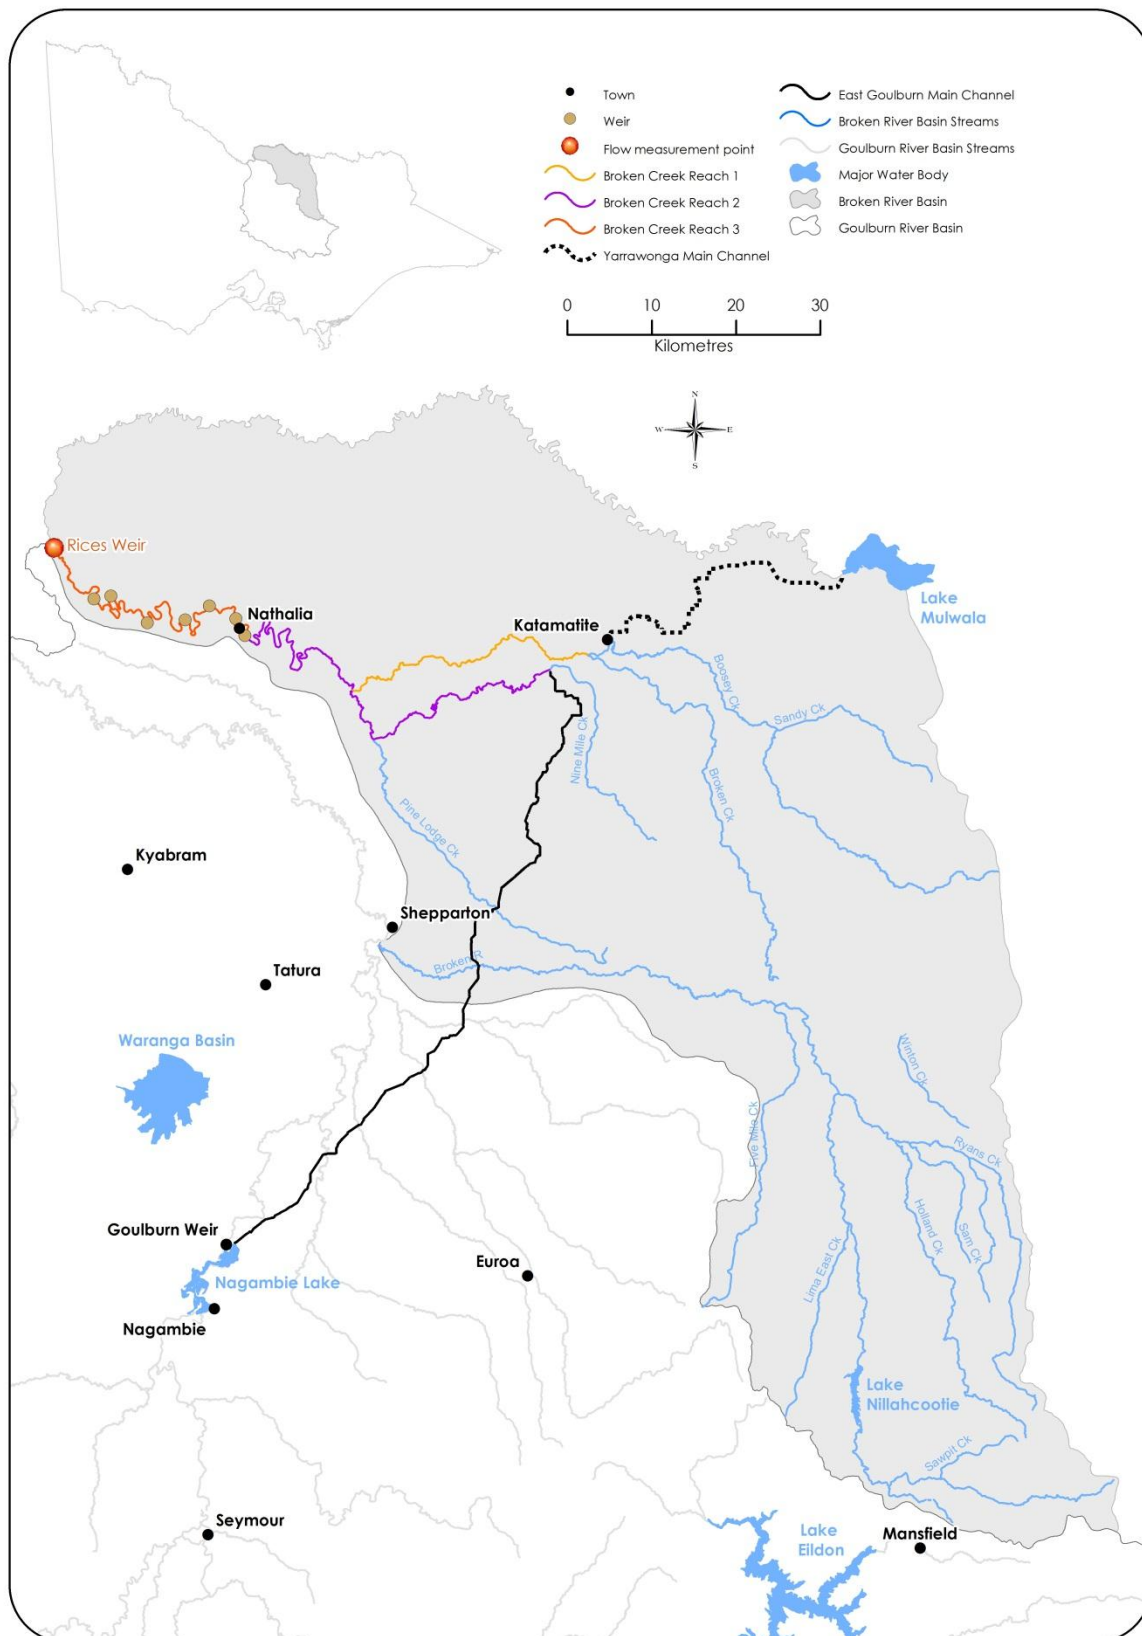 Town
Weir
Flow measurement point
Broken Creek Reach 1
Broken Creek Reach 2
Broken Creek Reach 3
Yarrawonga Main Channel
East Goulburn Main Channel
Broken River Basin Streams
Goulburn River Basin Streams
Major Water Body
Broken River Basin
Goulburn River Basin
0 10 20 30
Kilometres
N
W E
S
Rices Weir
Nathalia
Katamatite
Lake
Mulwala
Boosey Ck
Sandy Ck
Nine Mile Ck
Broken Ck
Pine Lodge Ck
Kyabram
Shepparton
Broken R
Tatura
Waranga Basin
Winton Ck
Five Mile Ck
Ryans Ck
Holland Ck
Sam Ck
Goulburn Weir
Lima East Ck
Euroa
Nagambie Lake
Nagambie
Lake
Nillahcootie
Sawpit Ck
Seymour
Lake
Eildon
Mansfield